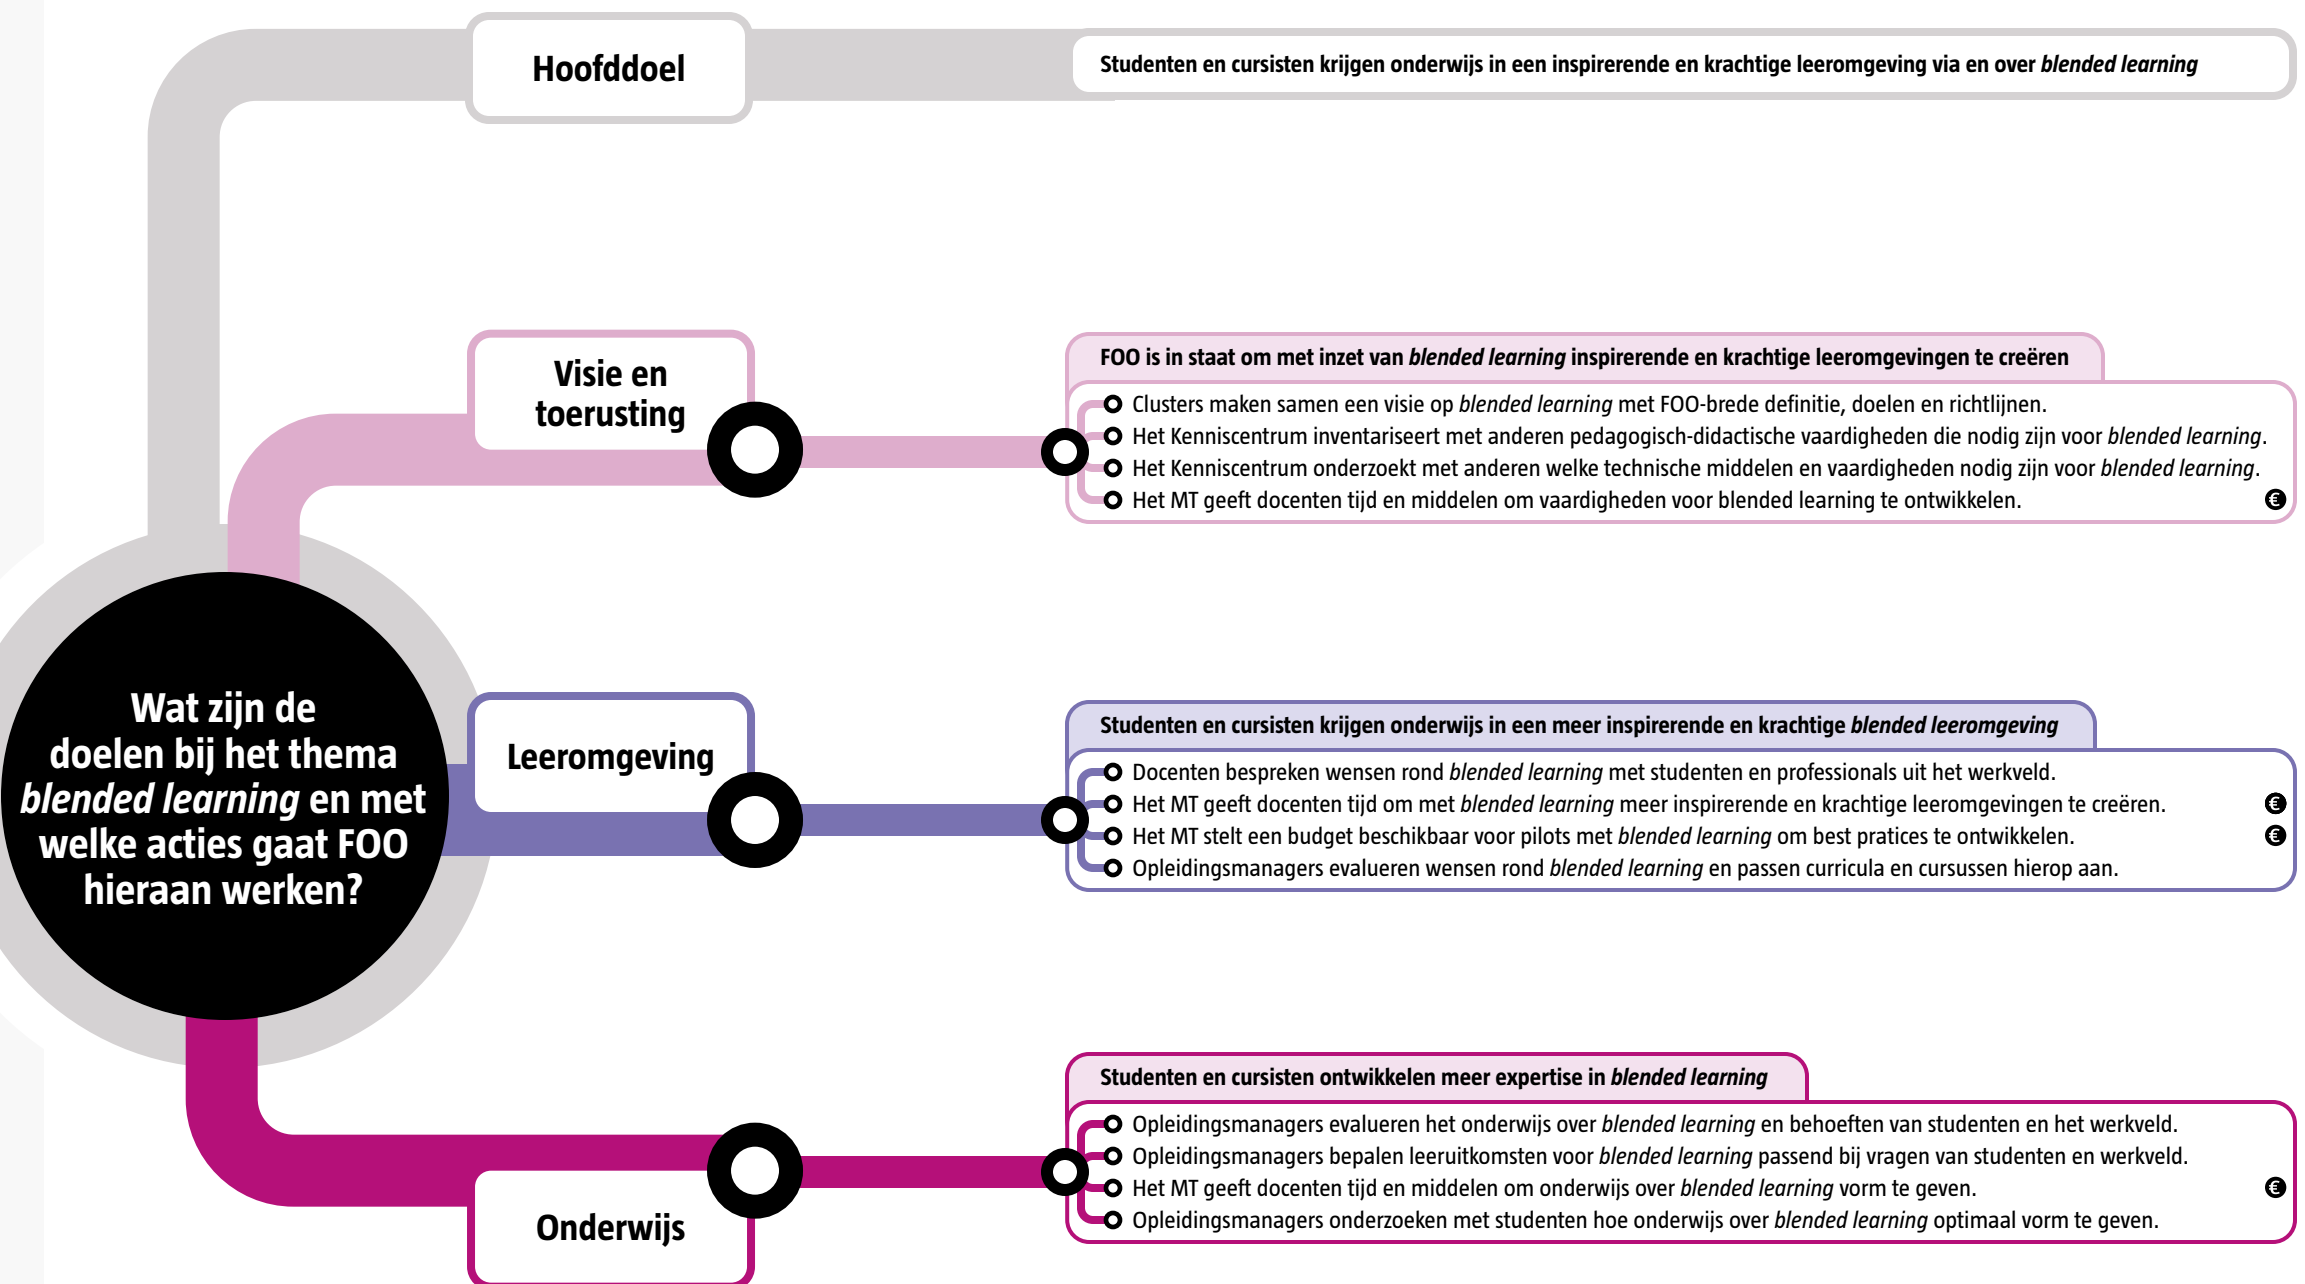 Hoofddoel
Studenten en cursisten krijgen onderwijs in een inspirerende en krachtige leeromgeving via en over blended learning
Visie en
toerusting
FOO is in staat om met inzet van blended learning inspirerende en krachtige leeromgevingen te creëren
Clusters maken samen een visie op blended learning met FOO-brede definitie, doelen en richtlijnen.
Het Kenniscentrum inventariseert met anderen pedagogisch-didactische vaardigheden die nodig zijn voor blended learning.
Het Kenniscentrum onderzoekt met anderen welke technische middelen en vaardigheden nodig zijn voor blended learning.
Het MT geeft docenten tijd en middelen om vaardigheden voor blended learning te ontwikkelen. €
Wat zijn de
doelen bij het thema
blended learning en met
welke acties gaat FOO
hieraan werken?
Leeromgeving
Studenten en cursisten krijgen onderwijs in een meer inspirerende en krachtige blended leeromgeving
Docenten bespreken wensen rond blended learning met studenten en professionals uit het werkveld.
Het MT geeft docenten tijd om met blended learning meer inspirerende en krachtige leeromgevingen te creëren. €
Het MT stelt een budget beschikbaar voor pilots met blended learning om best pratices te ontwikkelen. €
Opleidingsmanagers evalueren wensen rond blended learning en passen curricula en cursussen hierop aan.
Onderwijs
Studenten en cursisten ontwikkelen meer expertise in blended learning
Opleidingsmanagers evalueren het onderwijs over blended learning en behoeften van studenten en het werkveld.
Opleidingsmanagers bepalen leeruitkomsten voor blended learning passend bij vragen van studenten en werkveld.
Het MT geeft docenten tijd en middelen om onderwijs over blended learning vorm te geven. €
Opleidingsmanagers onderzoeken met studenten hoe onderwijs over blended learning optimaal vorm te geven.